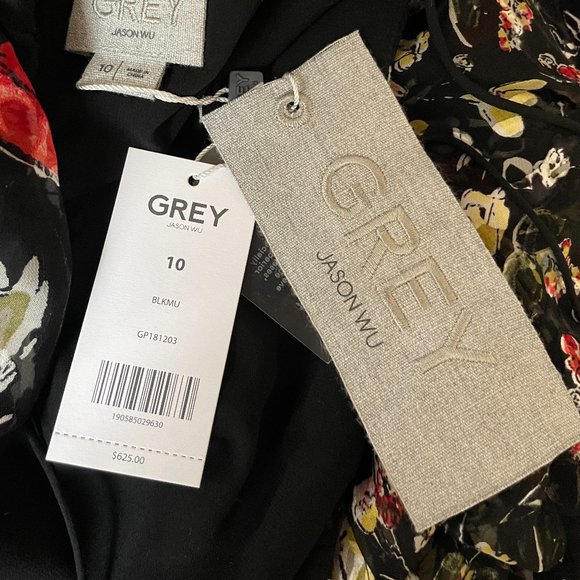 GREY
JASON WU
10
MADE IN
CHINA
GREY
JASON WU
10
BLKMU
GP181203
190585029630
$625.00
GREY
JASON WU